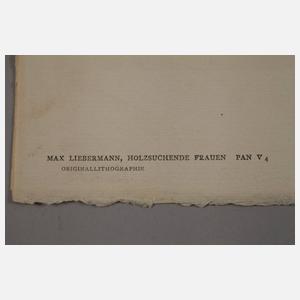 MAX LIEBERMANN, HOLZSUCHENDE FRAUEN PAN V 4
ORIGINALLITHOGRAPHIE